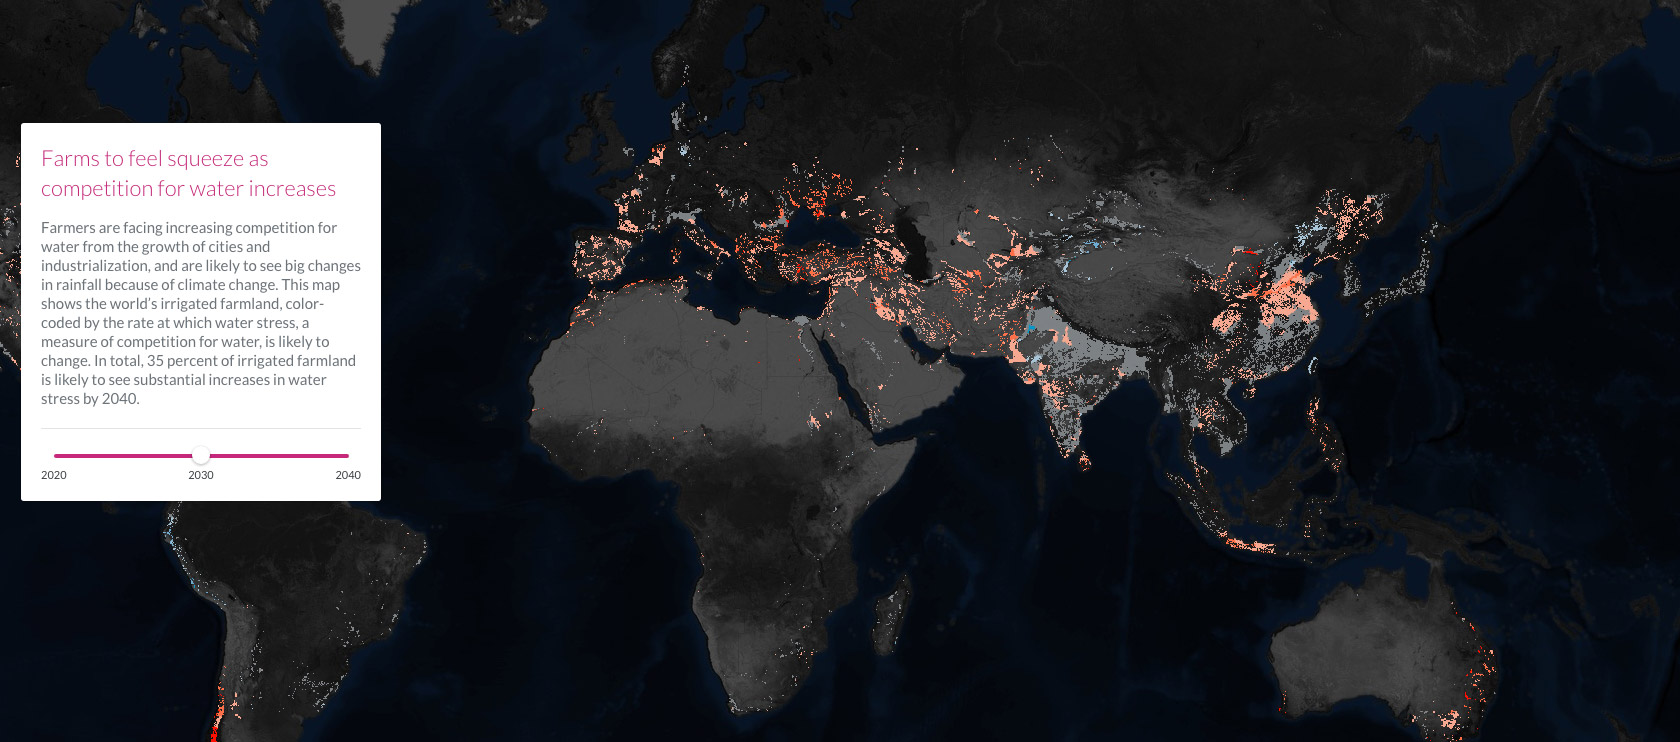 Farms to feel squeeze as
competition for water increases
Farmers are facing increasing competition for
water from the growth of cities and
industrialization, and are likely to see big changes
in rainfall because of climate change. This map
shows the world’s irrigated farmland, color-
coded by the rate at which water stress, a
measure of competition for water, is likely to
change. In total, 35 percent of irrigated farmland
is likely to see substantial increases in water
stress by 2040.
2020 2030 2040